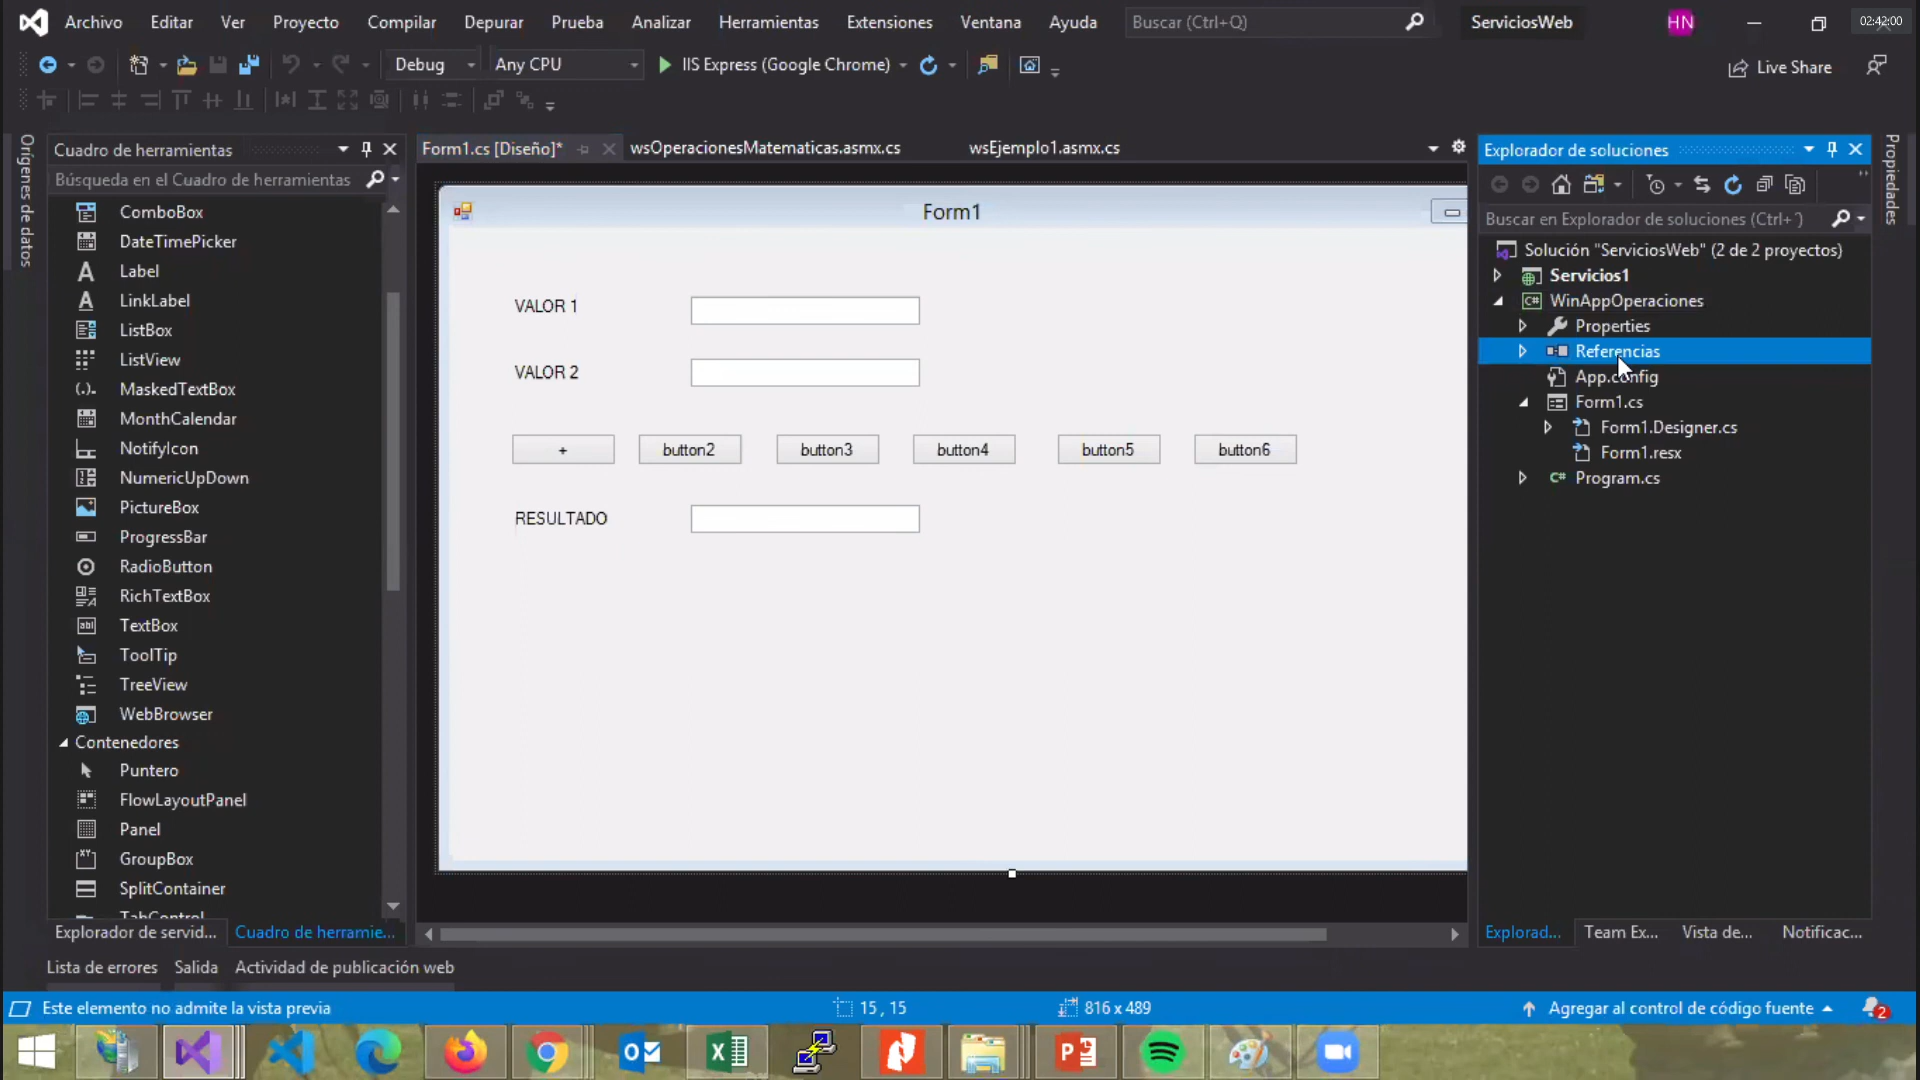 Archivo Editar Ver Proyecto Compilar Depurar Prueba Analizar Herramientas Extensiones Ventana Ayuda Buscar (Ctrl+Q) ServiciosWeb HN 02:42:00
Debug Any CPU IIS Express (Google Chrome) Live Share
Orígenes de datos
Cuadro de herramientas
Búsqueda en el Cuadro de herramientas
ComboBox
DateTimePicker
Label
LinkLabel
ListBox
ListView
MaskedTextBox
MonthCalendar
NotifyIcon
NumericUpDown
PictureBox
ProgressBar
RadioButton
RichTextBox
TextBox
ToolTip
TreeView
WebBrowser
Contenedores
Puntero
FlowLayoutPanel
Panel
GroupBox
SplitContainer
TabControl
Explorador de servid... Cuadro de herramie...
Form1.cs [Diseño]* wsOperacionesMatematicas.asmx.cs wsEjemplo1.asmx.cs
Form1
VALOR 1
VALOR 2
+ button2 button3 button4 button5 button6
RESULTADO
Explorador de soluciones
Buscar en Explorador de soluciones (Ctrl+¨)
Solución "ServiciosWeb" (2 de 2 proyectos)
Servicios1
WinAppOperaciones
Properties
Referencias
App.config
Form1.cs
Form1.Designer.cs
Form1.resx
Program.cs
Explorad... Team Ex... Vista de... Notificac...
Propiedades
Lista de errores Salida Actividad de publicación web
Este elemento no admite la vista previa 15 , 15 816 x 489 Agregar al control de código fuente 2